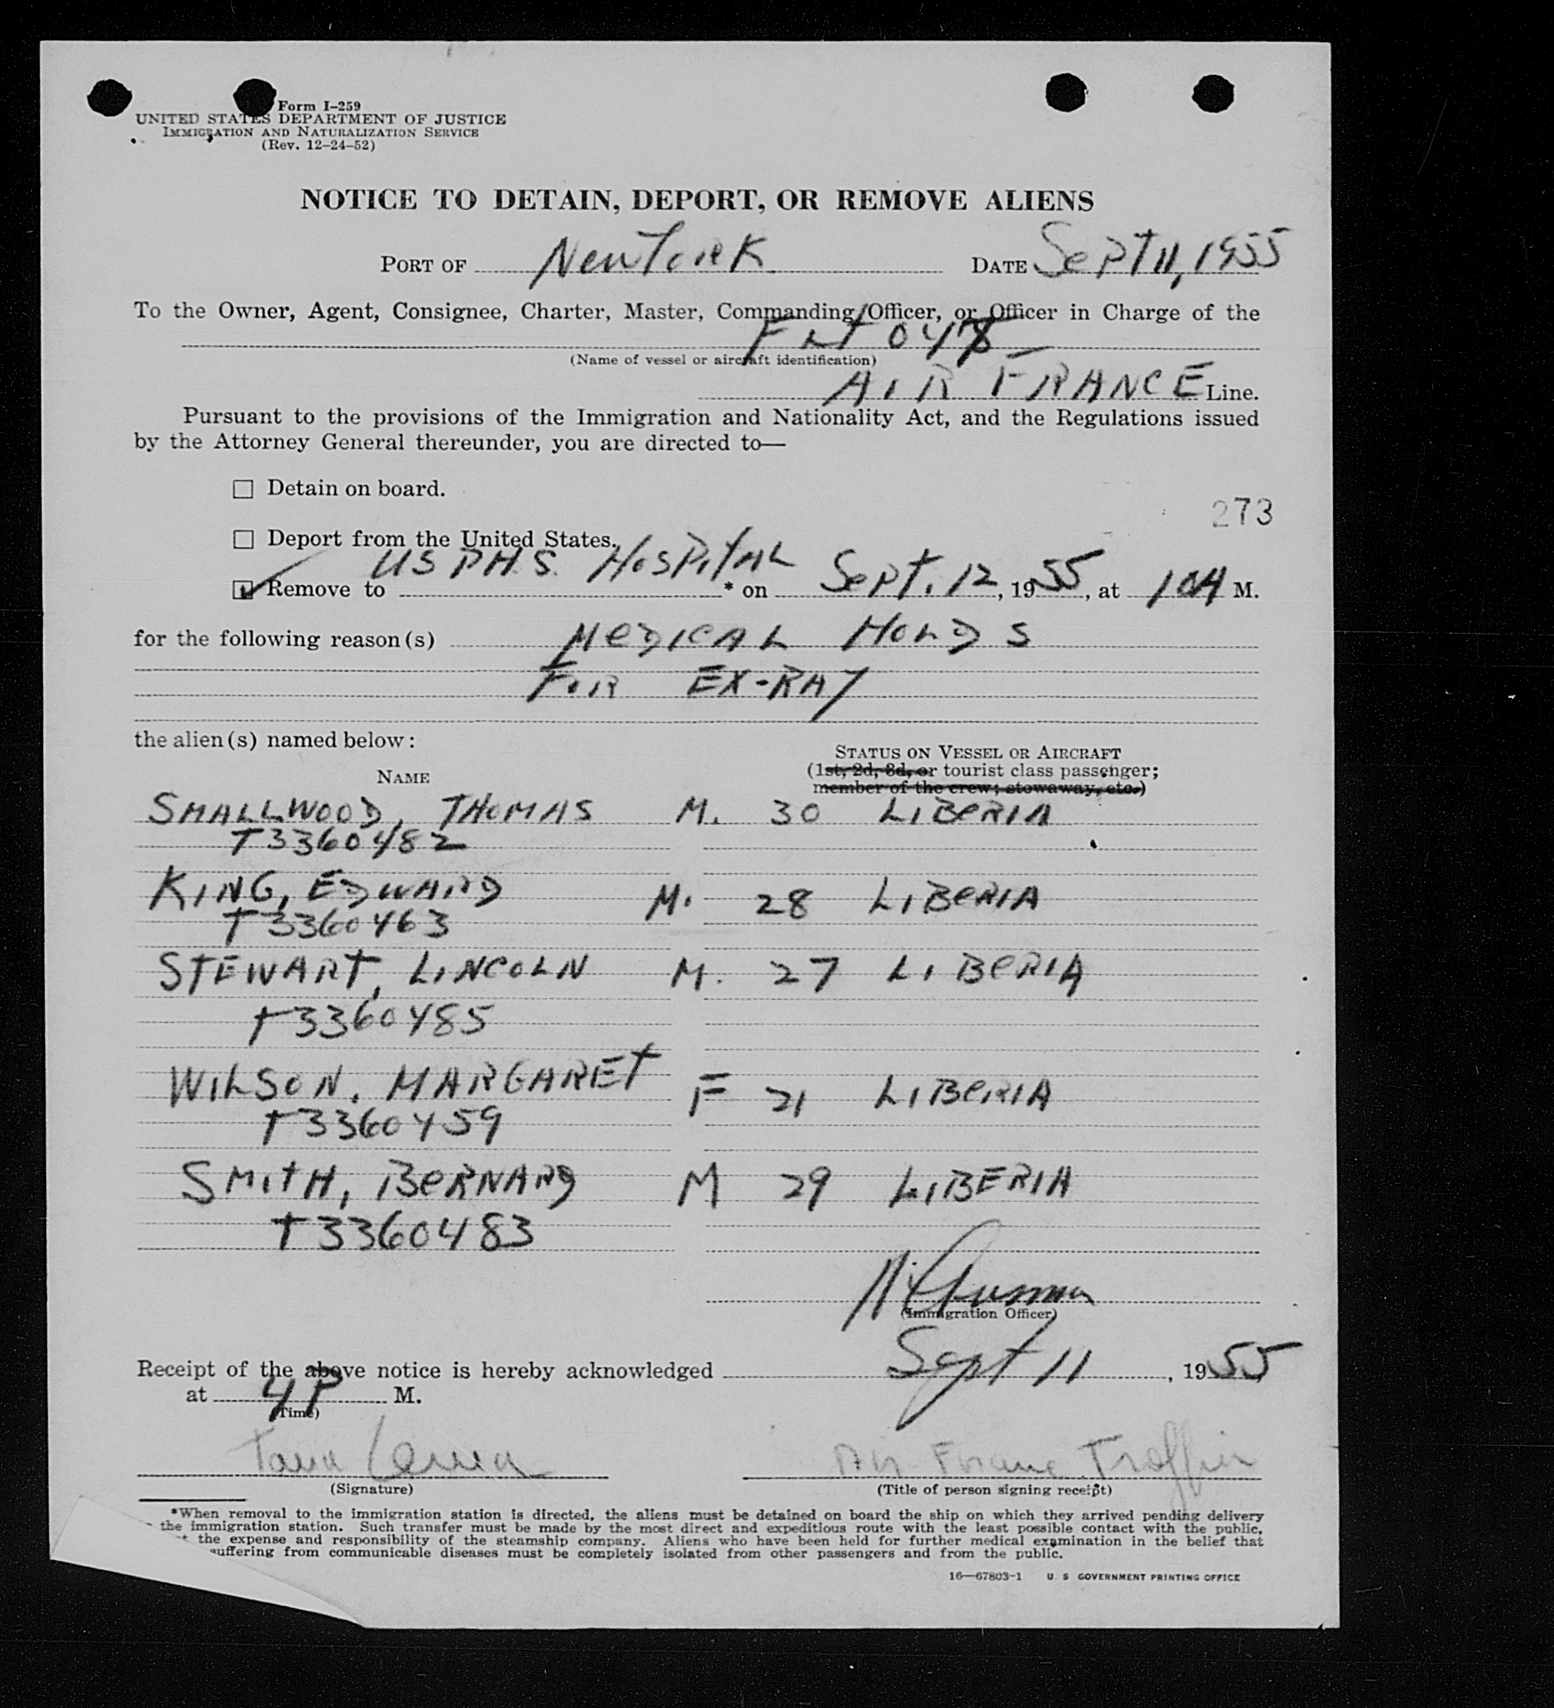 Form I-259
UNITED STATES DEPARTMENT OF JUSTICE
IMMIGRATION AND NATURALIZATION SERVICE
(Rev. 12-24-52)
NOTICE TO DETAIN, DEPORT, OR REMOVE ALIENS
PORT OF New York DATE Sept 11, 1955
To the Owner, Agent, Consignee, Charter, Master, Commanding Officer, or Officer in Charge of the
(Name of vessel or aircraft identification)
AIR FRANCE Line.
Pursuant to the provisions of the Immigration and Nationality Act, and the Regulations issued
by the Attorney General thereunder, you are directed to—
Detain on board.
273
Deport from the United States.
Remove to USPH.S. HOSPITAL * on Sept. 12, 1955, at 10A M.
for the following reason(s) MEDICAL HOLDS
FOR EX-RAY
the alien(s) named below:
NAME
STATUS ON VESSEL OR AIRCRAFT
(1st, 2d, 3d, or tourist class passenger;
member of the crew; stowaway, etc.)
SMALLWOOD, THOMAS M. 30 LIBERIA
T3360482
KING, EDWARD M. 28 LIBERIA
T3360463
STEWART, LINCOLN M. 27 LIBERIA
T3360485
WILSON, MARGARET F 21 LIBERIA
T3360459
SMITH, BERNARD M 29 LIBERIA
T3360483
(Immigration Officer)
Receipt of the above notice is hereby acknowledged Sept 11, 1955
at 4P M.
(Time)
Air France Traffic
(Signature) (Title of person signing receipt)
*When removal to the immigration station is directed, the aliens must be detained on board the ship on which they arrived pending delivery
the immigration station. Such transfer must be made by the most direct and expeditious route with the least possible contact with the public,
the expense and responsibility of the steamship company. Aliens who have been held for further medical examination in the belief that
suffering from communicable diseases must be completely isolated from other passengers and from the public.
16—67803-1 U. S. GOVERNMENT PRINTING OFFICE